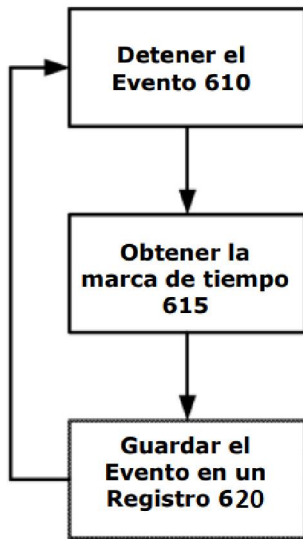 Detener el
Evento 610
Obtener la
marca de tiempo
615
Guardar el
Evento en un
Registro 620